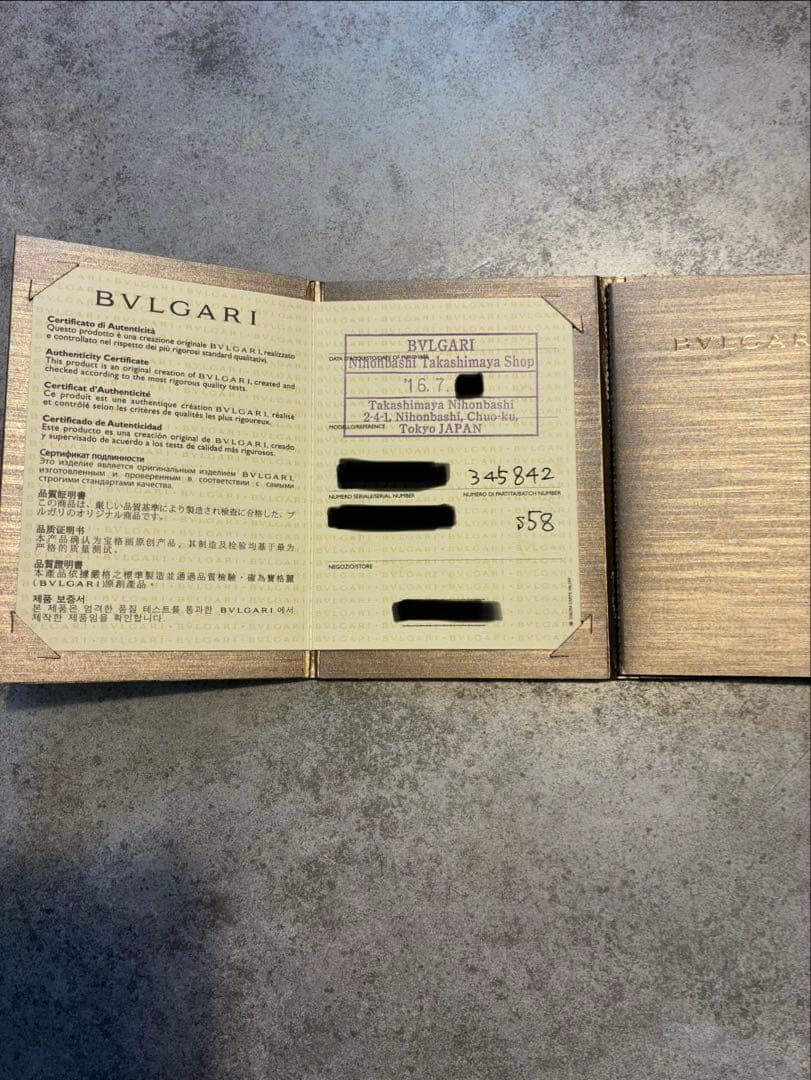 BVLGARI
Certificato di Autenticità
Questo prodotto è una creazione originale BVLGARI, realizzato
e controllato nel rispetto dei più rigorosi standard qualitativi.
Authenticity Certificate
This product is an original creation of BVLGARI, created and
checked according to the most rigorous quality tests.
Certificat d'Authenticité
Ce produit est une authentique création BVLGARI, réalisé
et contrôlé selon les critères de qualités les plus rigoureux.
Certificado de Autenticidad
Este producto es una creación original de BVLGARI, creado
y supervisado de acuerdo a los tests de calidad más rigurosos.
Сертификат подлинности
Это изделие является оригинальным изделием BVLGARI,
изготовленным и проверенным в соответствии с самыми
строгими стандартами качества.
品質証明書
この商品は、厳しい品質基準により製造され検査に合格した、ブ
ルガリのオリジナル商品です。
品质证明书
本产品确认为宝格丽原创产品，其制造及检验均基于最为
严格的质量测试。
品質證明書
本產品依據嚴格之標準製造並通過品質檢驗，確為寶格麗
(BVLGARI)原創產品。
제품 보증서
본 제품은 엄격한 품질 테스트를 통과한 BVLGARI 에서
제작한 제품임을 확인합니다.
BVLGARI
Nihonbashi Takashimaya Shop
'16.7.
Takashimaya Nihonbashi
2-4-1, Nihonbashi, Chuo-ku,
Tokyo JAPAN
MODELLO/REFERENCE
345842
NUMERO SERIALE/SERIAL NUMBER
NUMERO DI PARTITA/BATCH NUMBER
S58
NEGOZIO/STORE
BVLGAR